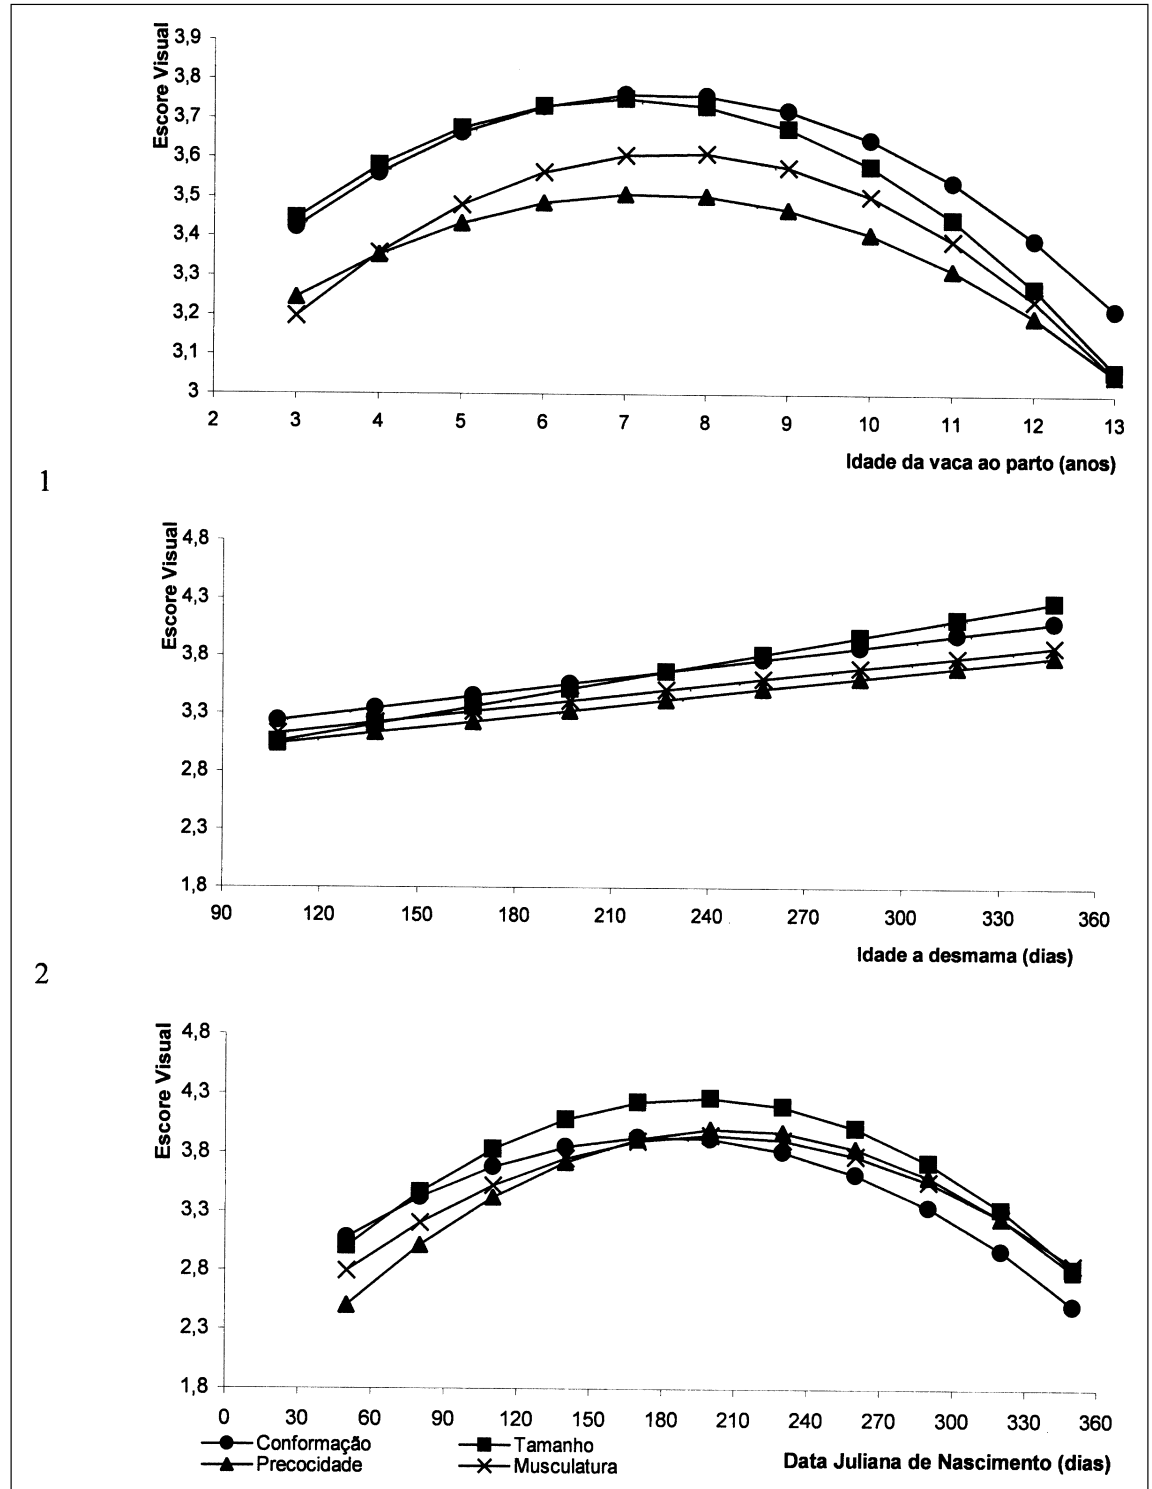 Escore Visual
3,9
3,8
3,7
3,6
3,5
3,4
3,3
3,2
3,1
3
2 3 4 5 6 7 8 9 10 11 12 13
Idade da vaca ao parto (anos)
1
Escore Visual
4,8
4,3
3,8
3,3
2,8
2,3
1,8
90 120 150 180 210 240 270 300 330 360
Idade a desmama (dias)
2
Escore Visual
4,8
4,3
3,8
3,3
2,8
2,3
1,8
0 30 60 90 120 150 180 210 240 270 300 330 360
Conformação Tamanho
Precocidade Musculatura
Data Juliana de Nascimento (dias)